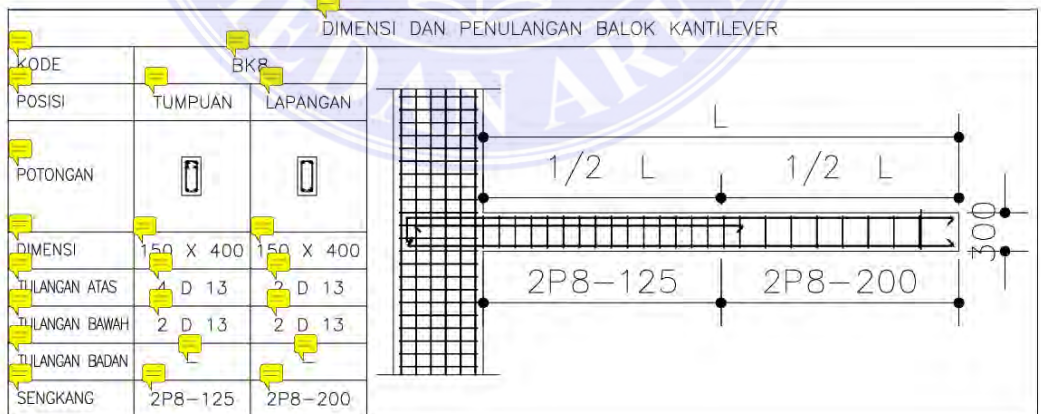 DIMENSI DAN PENULANGAN BALOK KANTILEVER
KODE BK8
POSISI TUMPUAN LAPANGAN
POTONGAN
DIMENSI 150 X 400 150 X 400
TULANGAN ATAS 4 D 13 2 D 13
TULANGAN BAWAH 2 D 13 2 D 13
TULANGAN BADAN - -
SENGKANG 2P8-125 2P8-200
L
1/2 L 1/2 L
300
2P8-125 2P8-200
EDAN AREA